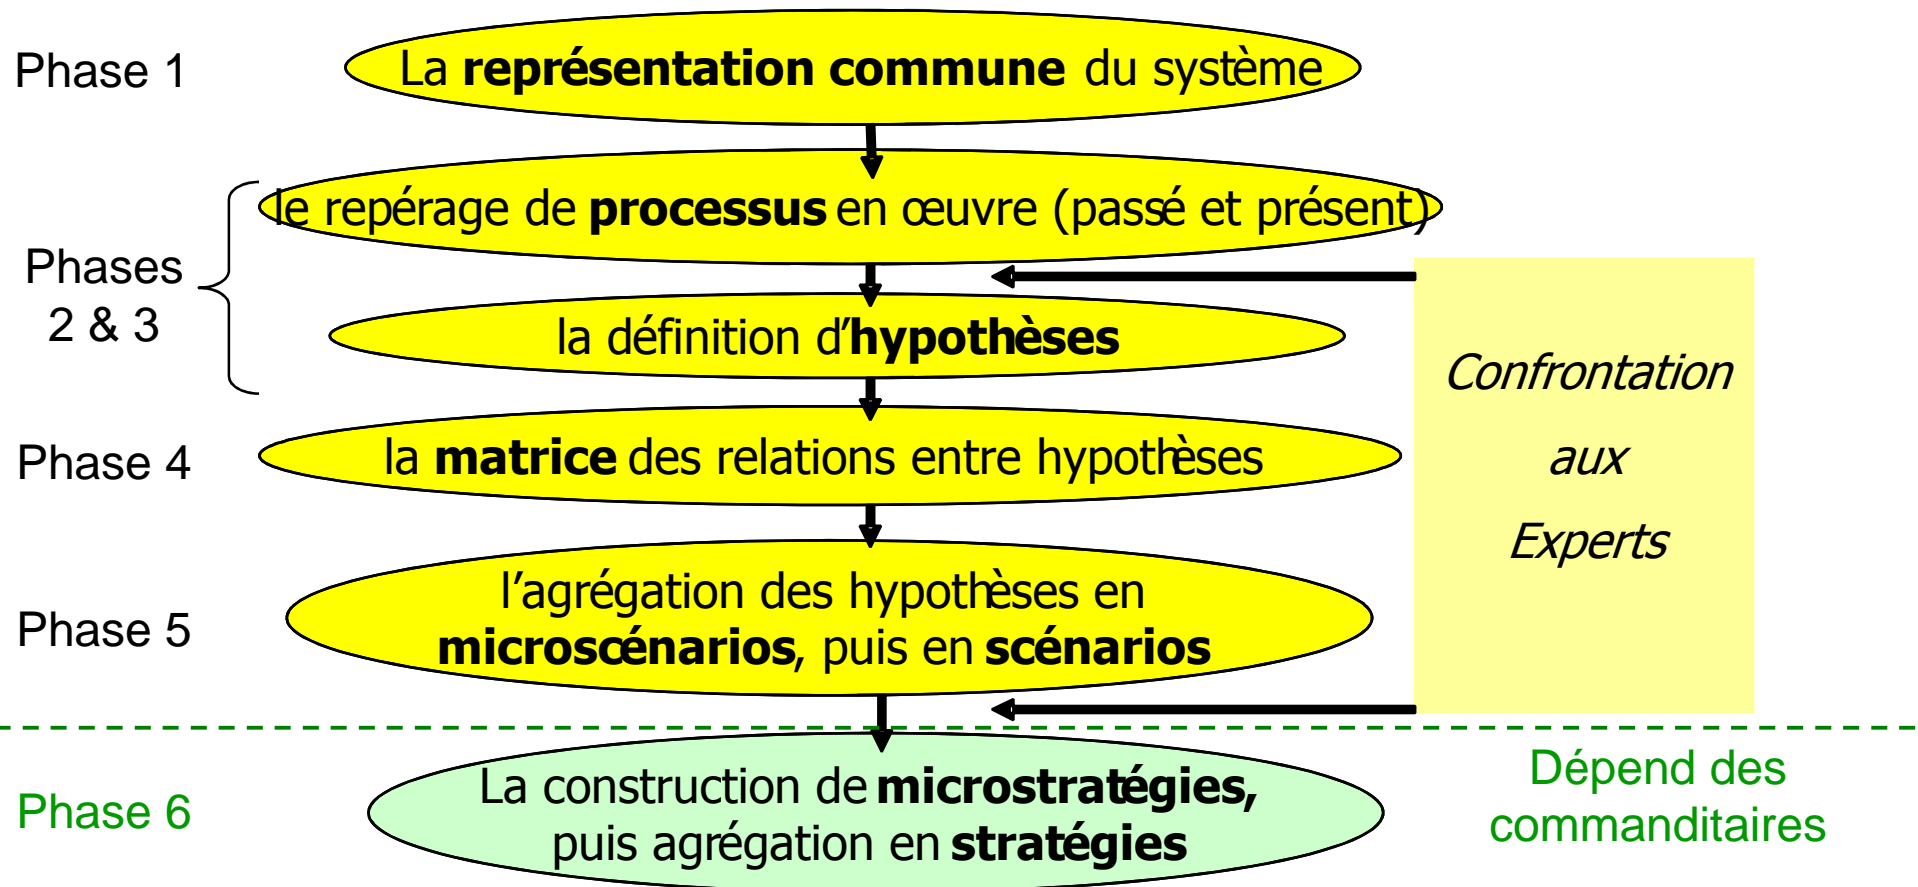 Phase 1
La représentation commune du système
le repérage de processus en œuvre (passé et présent)
Phases
2 & 3
la définition d'hypothèses
Confrontation
aux
Experts
Phase 4
la matrice des relations entre hypothèses
Phase 5
l’agrégation des hypothèses en
microscénarios, puis en scénarios
Phase 6
La construction de microstratégies,
puis agrégation en stratégies
Dépend des
commanditaires